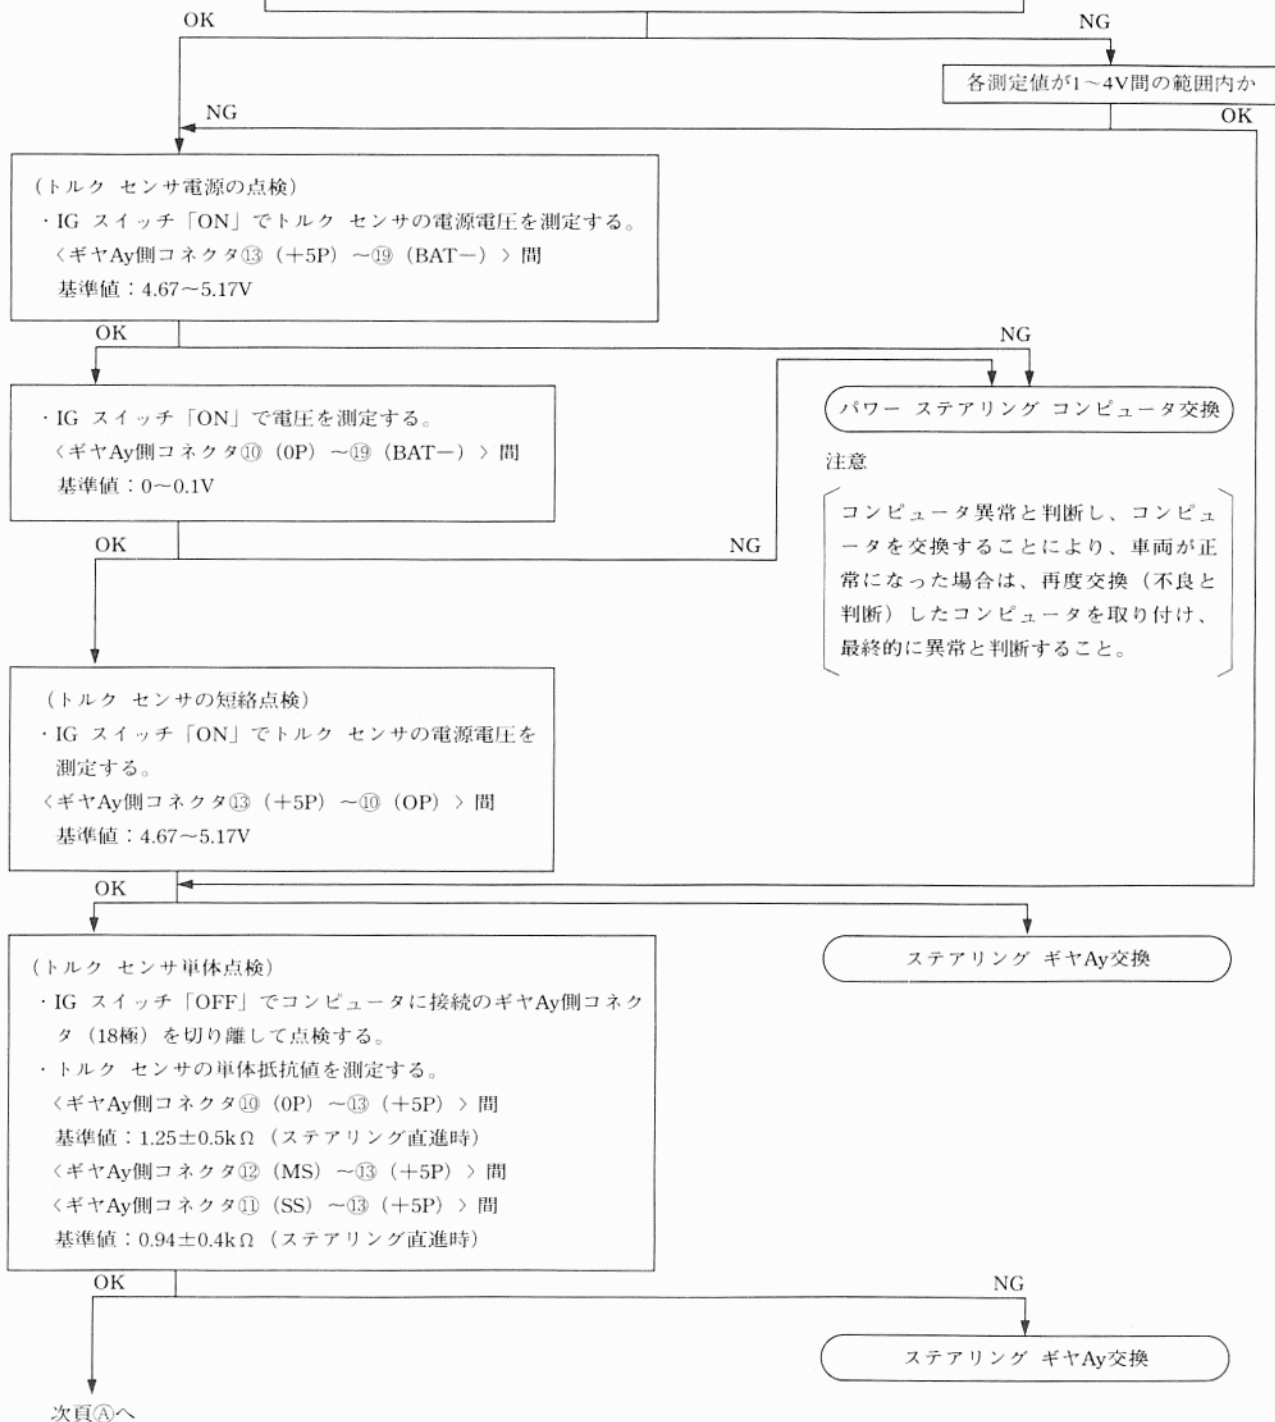 OK
NG
各測定値が1～4V間の範囲内か
NG
OK
（トルク センサ電源の点検）
・IG スイッチ「ON」でトルク センサの電源電圧を測定する。
〈ギヤAy側コネクタ⑬（＋5P）～⑲（BAT－）〉間
基準値：4.67～5.17V
OK
NG
・IG スイッチ「ON」で電圧を測定する。
〈ギヤAy側コネクタ⑩（0P）～⑲（BAT－）〉間
基準値：0～0.1V
パワー ステアリング コンピュータ交換
注意
コンピュータ異常と判断し、コンピュ
ータを交換することにより、車両が正
常になった場合は、再度交換（不良と
判断）したコンピュータを取り付け、
最終的に異常と判断すること。
OK
NG
（トルク センサの短絡点検）
・IG スイッチ「ON」でトルク センサの電源電圧を
測定する。
〈ギヤAy側コネクタ⑬（＋5P）～⑩（OP）〉間
基準値：4.67～5.17V
OK
（トルク センサ単体点検）
・IG スイッチ「OFF」でコンピュータに接続のギヤAy側コネク
タ（18極）を切り離して点検する。
・トルク センサの単体抵抗値を測定する。
〈ギヤAy側コネクタ⑩（0P）～⑬（＋5P）〉間
基準値：1.25±0.5kΩ（ステアリング直進時）
〈ギヤAy側コネクタ⑫（MS）～⑬（＋5P）〉間
〈ギヤAy側コネクタ⑪（SS）～⑬（＋5P）〉間
基準値：0.94±0.4kΩ（ステアリング直進時）
ステアリング ギヤAy交換
OK
NG
ステアリング ギヤAy交換
次頁Ⓐへ